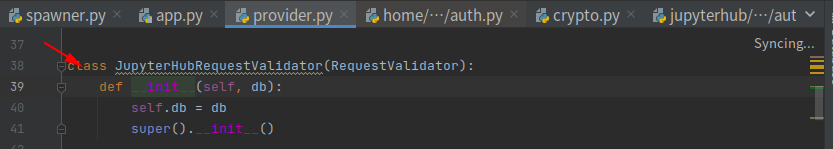 spawner.py × app.py × provider.py × home/⋯/auth.py × crypto.py × jupyterhub/⋯/aut
37 Syncing…
38 class JupyterHubRequestValidator(RequestValidator):
39 def __init__(self, db):
40 self.db = db
41 super().__init__()